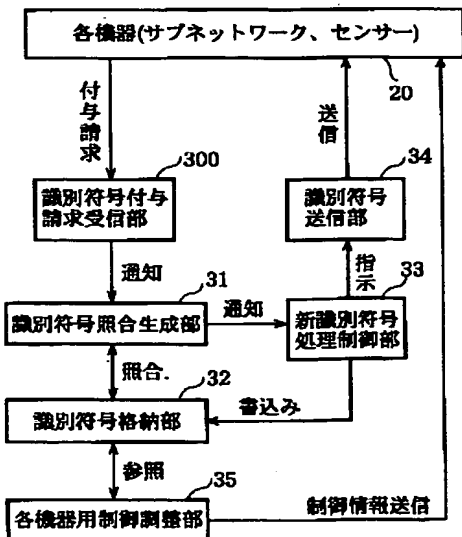 各機器(サブネットワーク、センサー)
20
付与請求
送信
300
34
識別符号付与
請求受信部
識別符号
送信部
通知
指示
31
33
識別符号照合生成部
通知
新識別符号
処理制御部
照合.
32
書込み
識別符号格納部
参照
35
制御情報送信
各機器用制御調整部